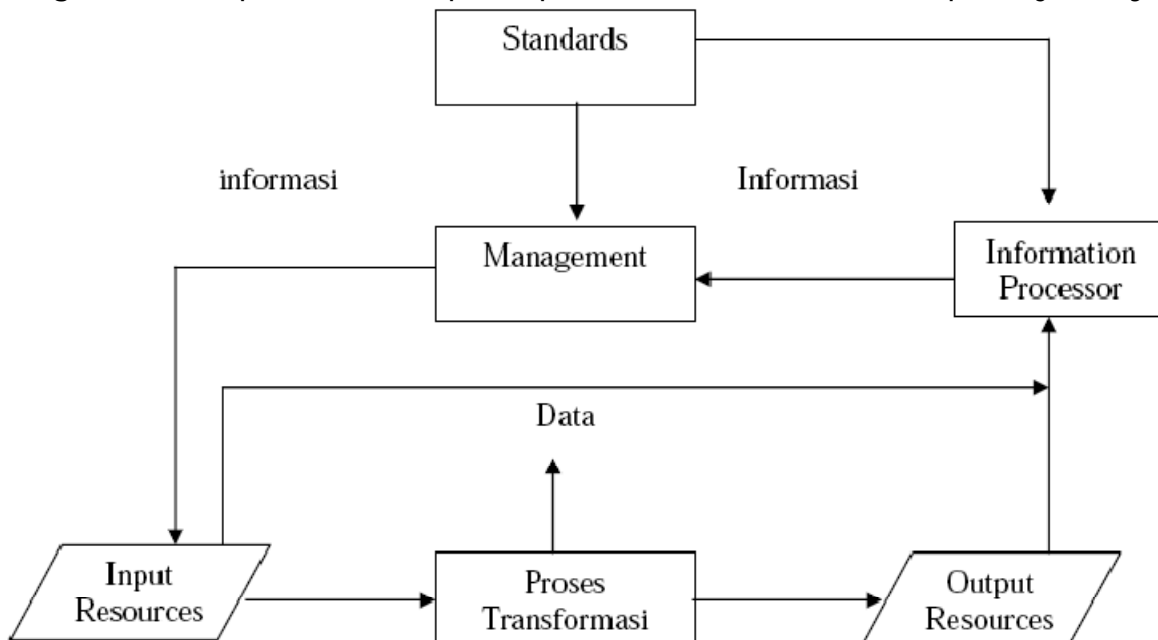 Standards
informasi
Informasi
Management
Information
Processor
Data
Input
Resources
Proses
Transformasi
Output
Resources